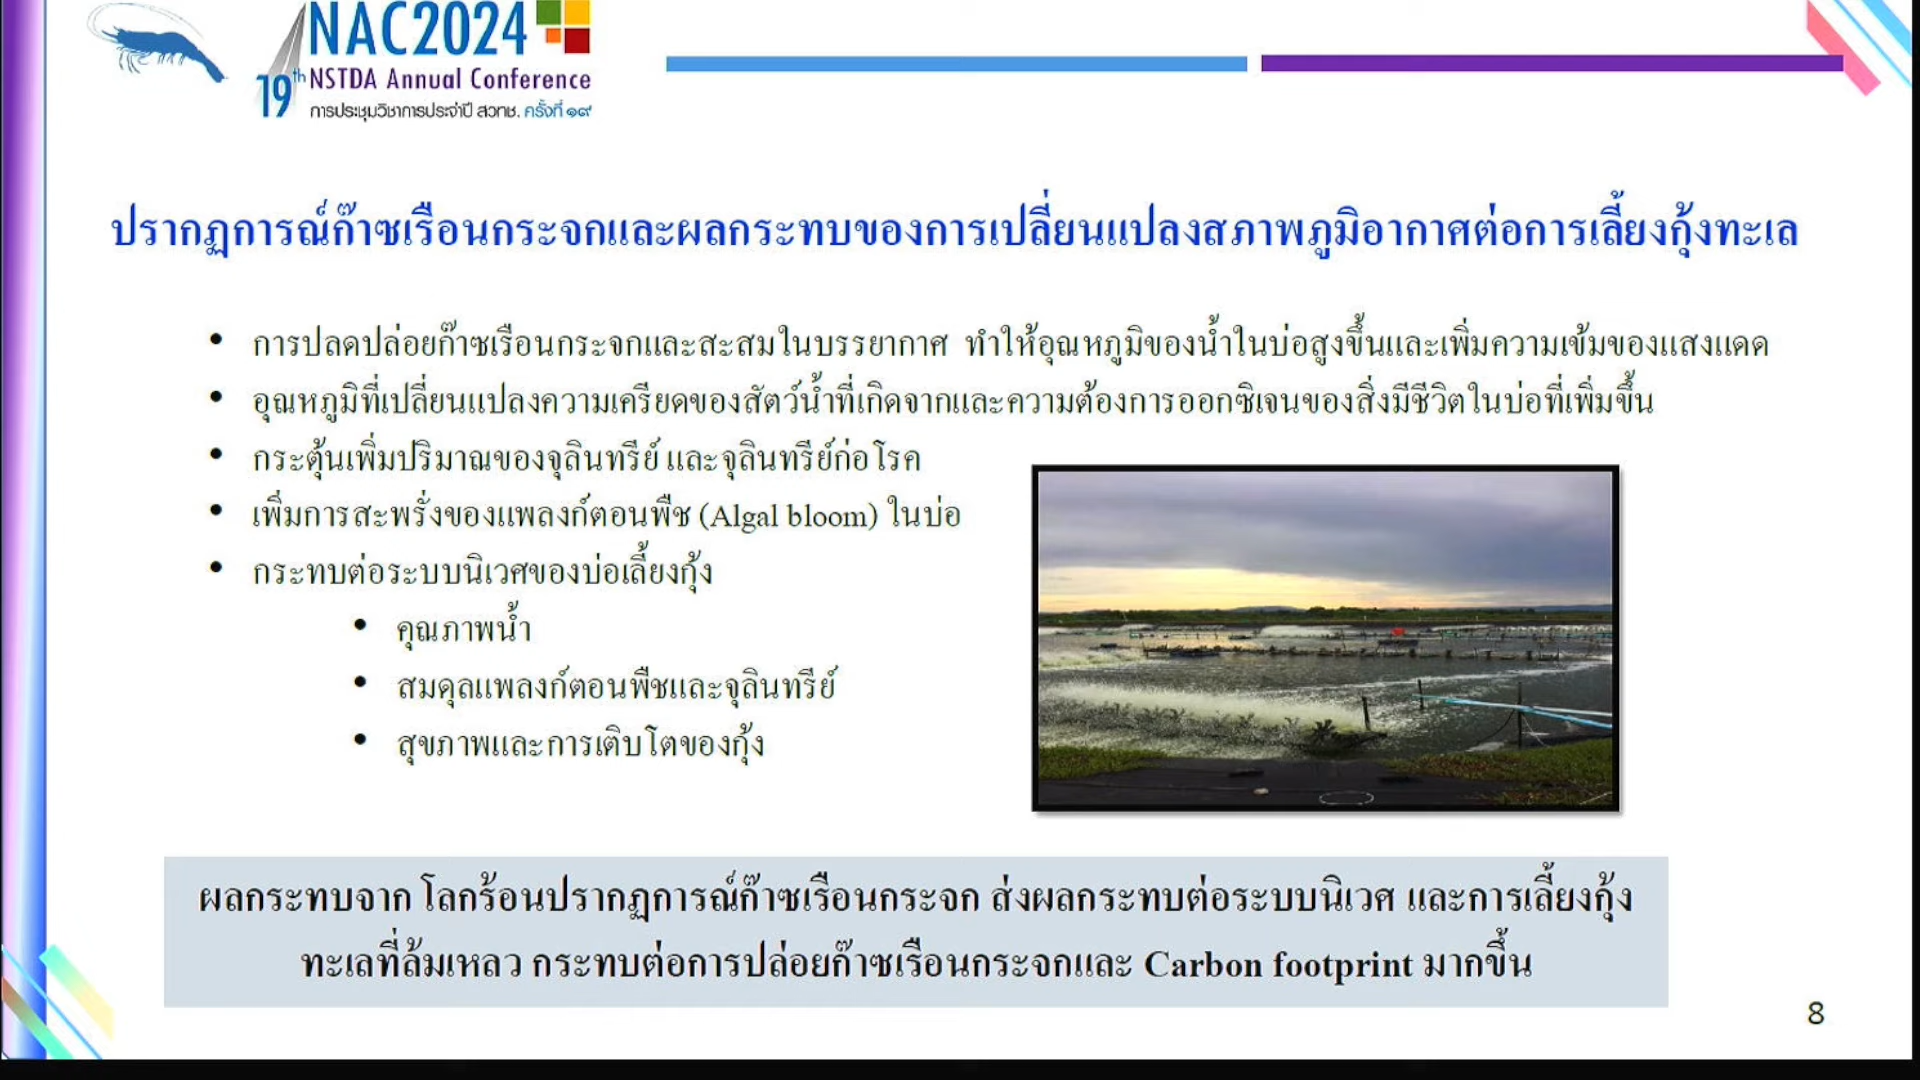 NAC2024
19th NSTDA Annual Conference
การประชุมวิชาการประจำปี สวทช. ครั้งที่ ๑๙
ปรากฏการณ์ก๊าซเรือนกระจกและผลกระทบของการเปลี่ยนแปลงสภาพภูมิอากาศต่อการเลี้ยงกุ้งทะเล
• การปลดปล่อยก๊าซเรือนกระจกและสะสมในบรรยากาศ ทำให้อุณหภูมิของน้ำในบ่อสูงขึ้นและเพิ่มความเข้มของแสงแดด
• อุณหภูมิที่เปลี่ยนแปลงความเครียดของสัตว์น้ำที่เกิดจากและความต้องการออกซิเจนของสิ่งมีชีวิตในบ่อที่เพิ่มขึ้น
• กระตุ้นเพิ่มปริมาณของจุลินทรีย์ และจุลินทรีย์ก่อโรค
• เพิ่มการสะพรั่งของแพลงก์ตอนพืช (Algal bloom) ในบ่อ
• กระทบต่อระบบนิเวศของบ่อเลี้ยงกุ้ง
• คุณภาพน้ำ
• สมดุลแพลงก์ตอนพืชและจุลินทรีย์
• สุขภาพและการเติบโตของกุ้ง
ผลกระทบจาก โลกร้อนปรากฏการณ์ก๊าซเรือนกระจก ส่งผลกระทบต่อระบบนิเวศ และการเลี้ยงกุ้ง
ทะเลที่ล้มเหลว กระทบต่อการปล่อยก๊าซเรือนกระจกและ Carbon footprint มากขึ้น
8